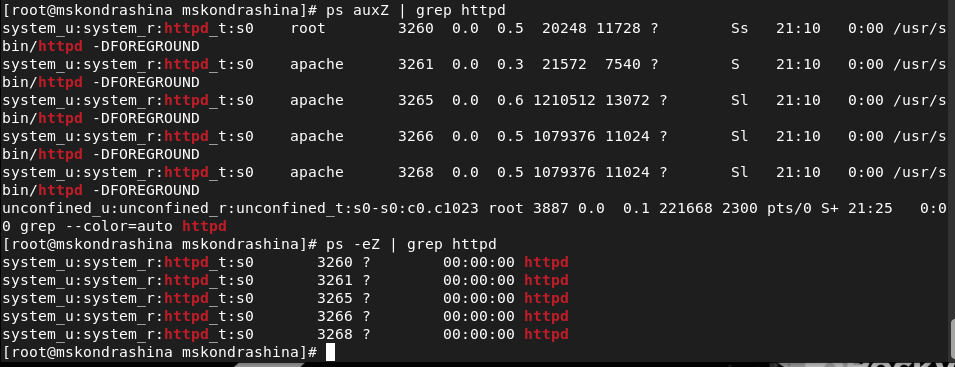 [root@mskondrashina mskondrashina]# ps auxZ | grep httpd
system_u:system_r:httpd_t:s0    root        3260  0.0  0.5  20248 11728 ?        Ss   21:10   0:00 /usr/s
bin/httpd -DFOREGROUND
system_u:system_r:httpd_t:s0    apache      3261  0.0  0.3  21572  7540 ?        S    21:10   0:00 /usr/s
bin/httpd -DFOREGROUND
system_u:system_r:httpd_t:s0    apache      3265  0.0  0.6 1210512 13072 ?       Sl   21:10   0:00 /usr/s
bin/httpd -DFOREGROUND
system_u:system_r:httpd_t:s0    apache      3266  0.0  0.5 1079376 11024 ?       Sl   21:10   0:00 /usr/s
bin/httpd -DFOREGROUND
system_u:system_r:httpd_t:s0    apache      3268  0.0  0.5 1079376 11024 ?       Sl   21:10   0:00 /usr/s
bin/httpd -DFOREGROUND
unconfined_u:unconfined_r:unconfined_t:s0-s0:c0.c1023 root 3887 0.0  0.1 221668 2300 pts/0 S+ 21:25   0:0
0 grep --color=auto httpd
[root@mskondrashina mskondrashina]# ps -eZ | grep httpd
system_u:system_r:httpd_t:s0       3260 ?        00:00:00 httpd
system_u:system_r:httpd_t:s0       3261 ?        00:00:00 httpd
system_u:system_r:httpd_t:s0       3265 ?        00:00:00 httpd
system_u:system_r:httpd_t:s0       3266 ?        00:00:00 httpd
system_u:system_r:httpd_t:s0       3268 ?        00:00:00 httpd
[root@mskondrashina mskondrashina]#